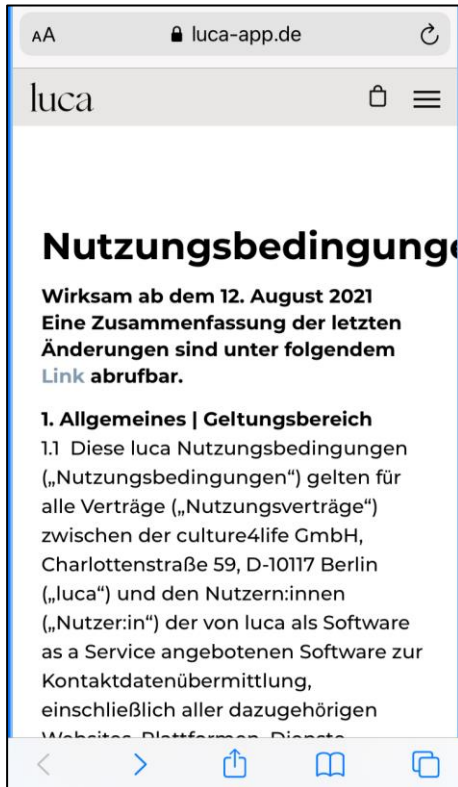 AA luca-app.de
luca
Nutzungsbedingunge
Wirksam ab dem 12. August 2021
Eine Zusammenfassung der letzten
Änderungen sind unter folgendem
Link abrufbar.
1. Allgemeines | Geltungsbereich
1.1 Diese luca Nutzungsbedingungen
(„Nutzungsbedingungen“) gelten für
alle Verträge („Nutzungsverträge“)
zwischen der culture4life GmbH,
Charlottenstraße 59, D-10117 Berlin
(„luca“) und den Nutzern:innen
(„Nutzer:in“) der von luca als Software
as a Service angebotenen Software zur
Kontaktdatenübermittlung,
einschließlich aller dazugehörigen
Websites, Plattformen, Dienste